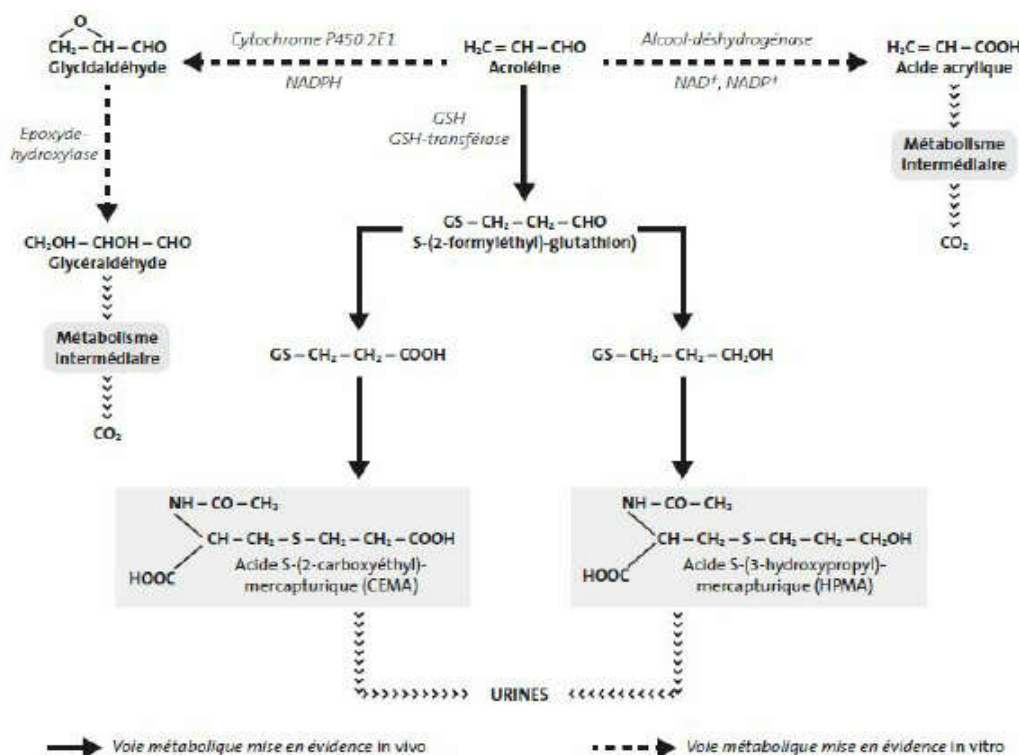 O
CH₂ – CH – CHO
Glycidaldéhyde
Cytochrome P450 2E1
NADPH
H₂C = CH – CHO
Acroléine
Alcool-déshydrogénase
NAD⁺, NADP⁺
H₂C = CH – COOH
Acide acrylique
Epoxyde-
hydroxylase
GSH
GSH-transférase
Métabolisme
Intermédiaire
CO₂
CH₂OH – CHOH – CHO
Glycéraldéhyde
GS – CH₂ – CH₂ – CHO
S-(2-formyléthyl)-glutathion)
Métabolisme
Intermédiaire
CO₂
GS – CH₂ – CH₂ – COOH
GS – CH₂ – CH₂ – CH₂OH
NH – CO – CH₃
CH – CH₂ – S – CH₂ – CH₂ – COOH
HOOC
Acide S-(2-carboxyéthyl)-
mercapturique (CEMA)
NH – CO – CH₃
CH – CH₂ – S – CH₂ – CH₂ – CH₂OH
HOOC
Acide S-(3-hydroxypropyl)-
mercapturique (HPMA)
URINES
Voie métabolique mise en évidence in vivo
Voie métabolique mise en évidence in vitro